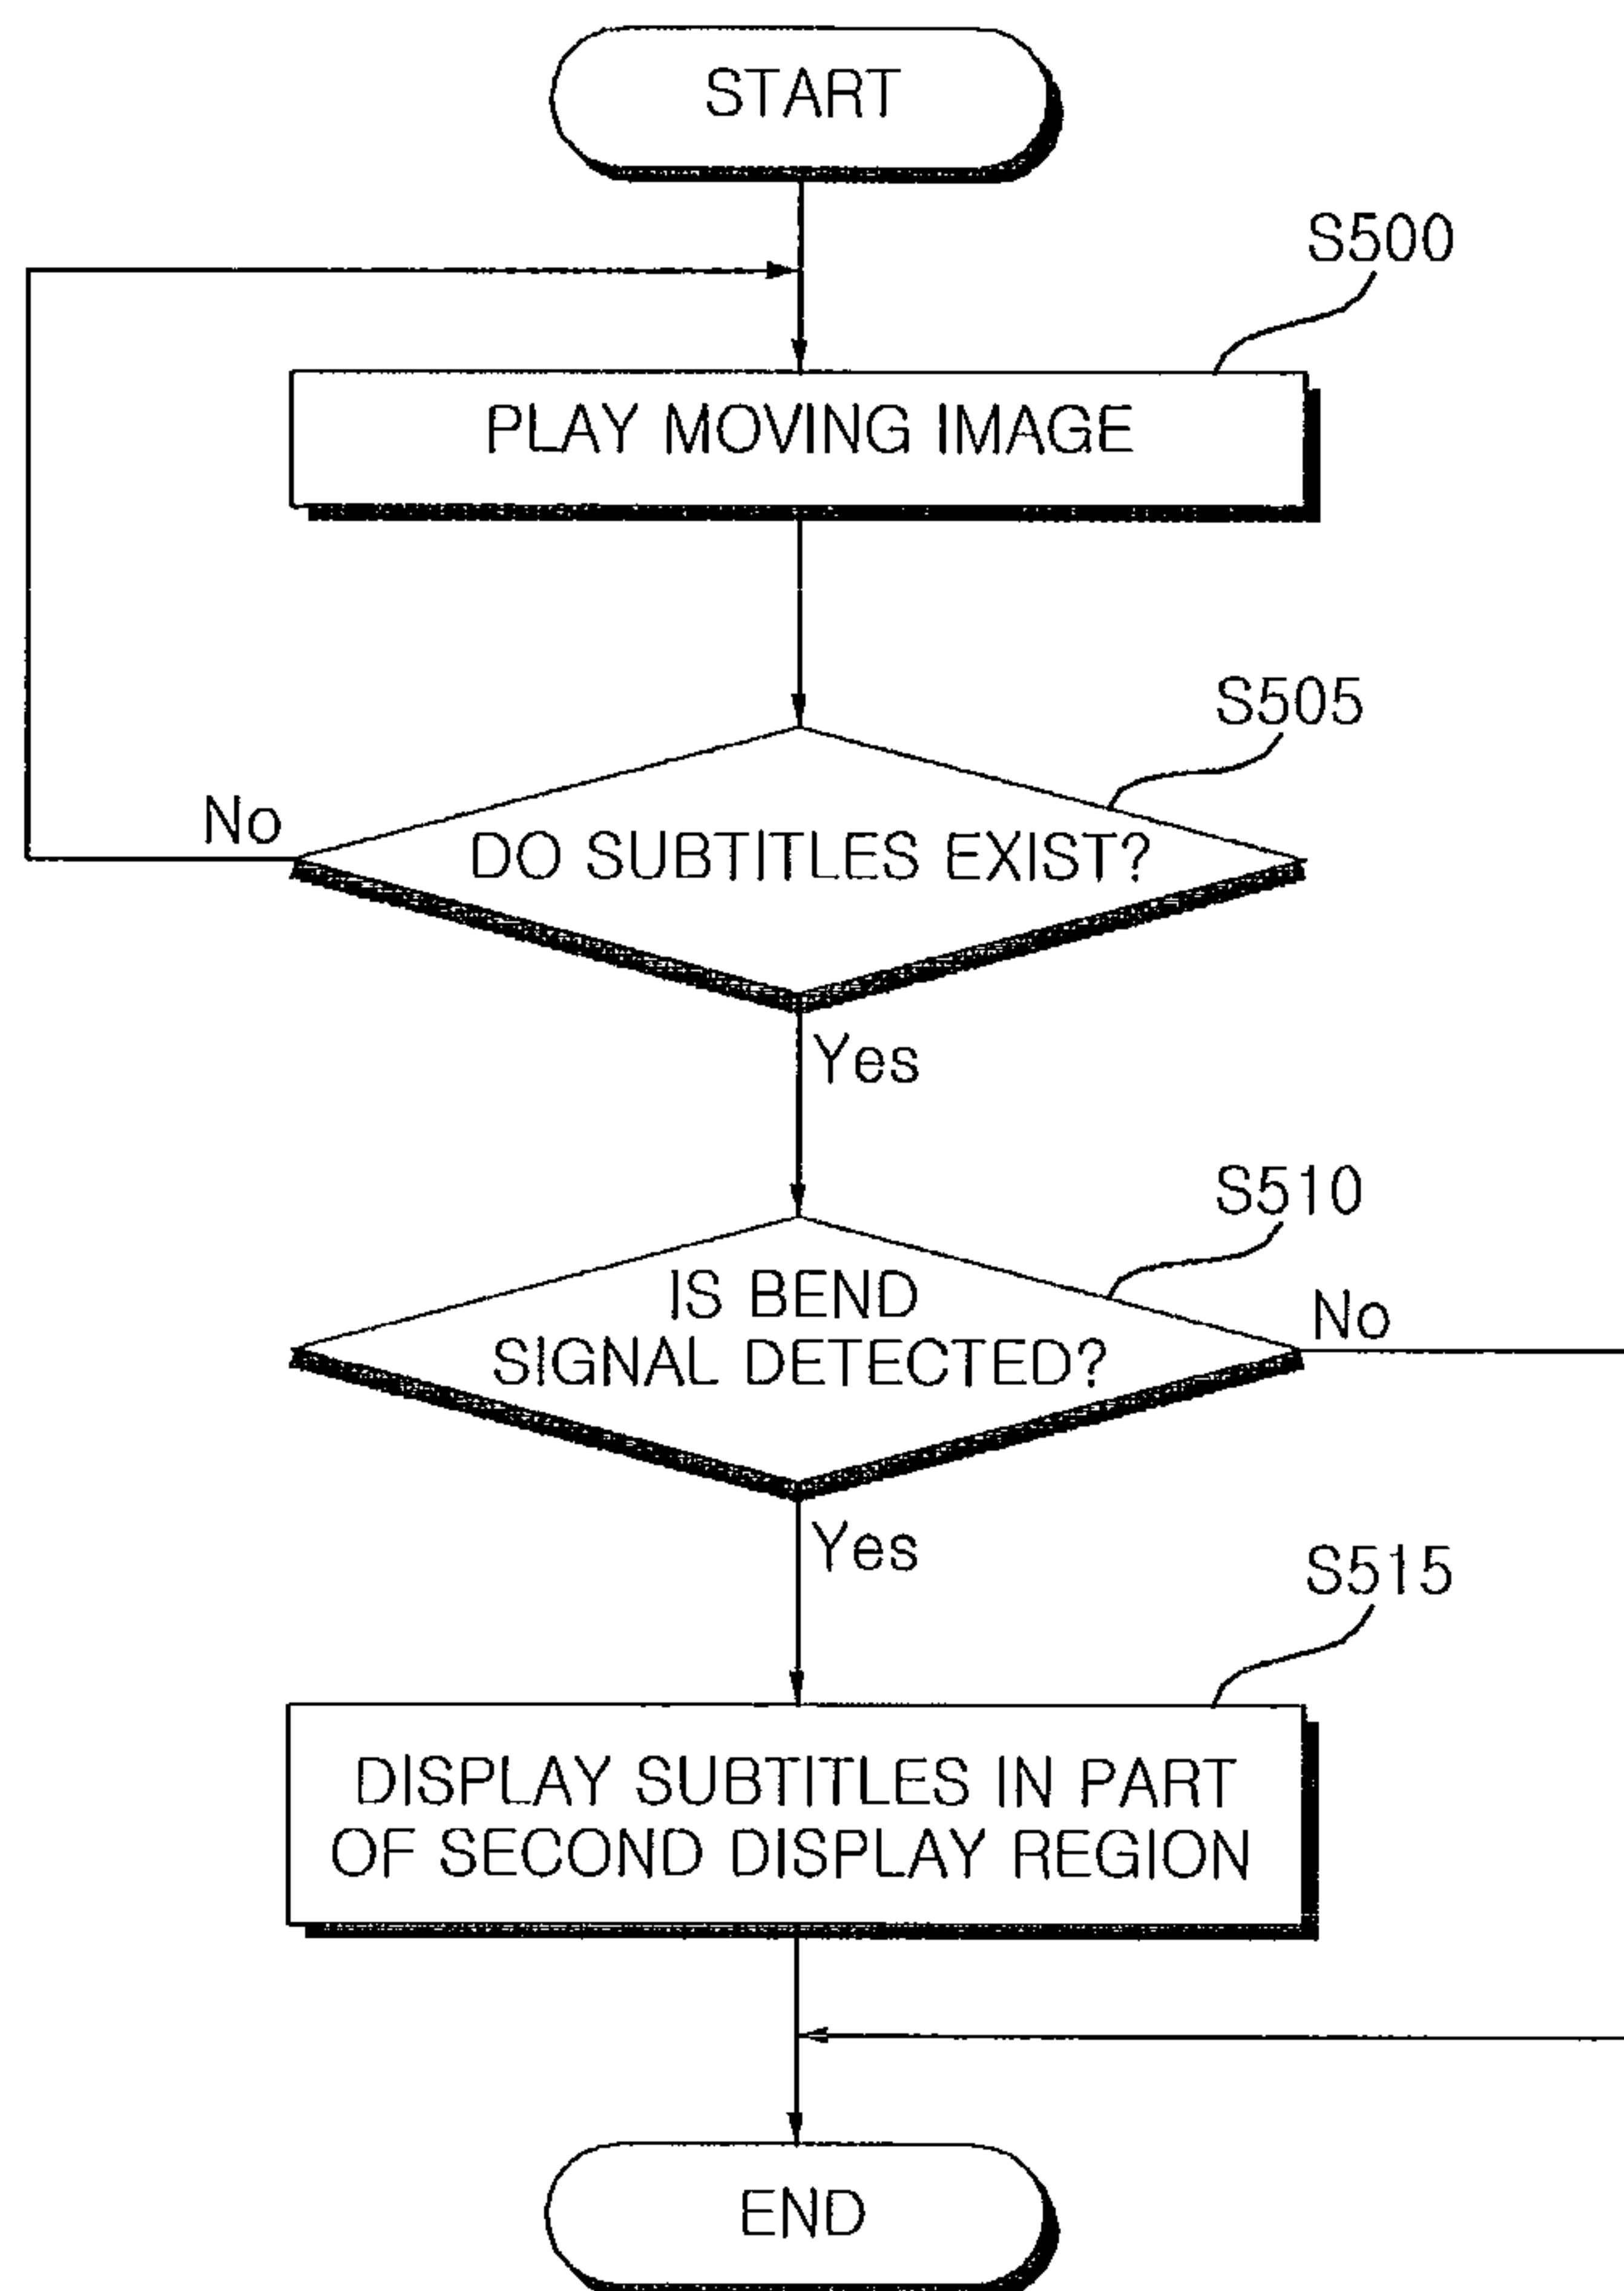 START
S500
PLAY MOVING IMAGE
S505
No
DO SUBTITLES EXIST?
Yes
S510
IS BEND
SIGNAL DETECTED?
No
Yes
S515
DISPLAY SUBTITLES IN PART
OF SECOND DISPLAY REGION
END